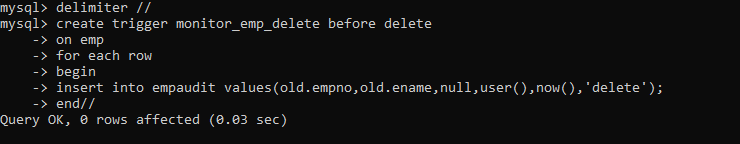 mysql> delimiter //
mysql> create trigger monitor_emp_delete before delete
    -> on emp
    -> for each row
    -> begin
    -> insert into empaudit values(old.empno,old.ename,null,user(),now(),'delete');
    -> end//
Query OK, 0 rows affected (0.03 sec)